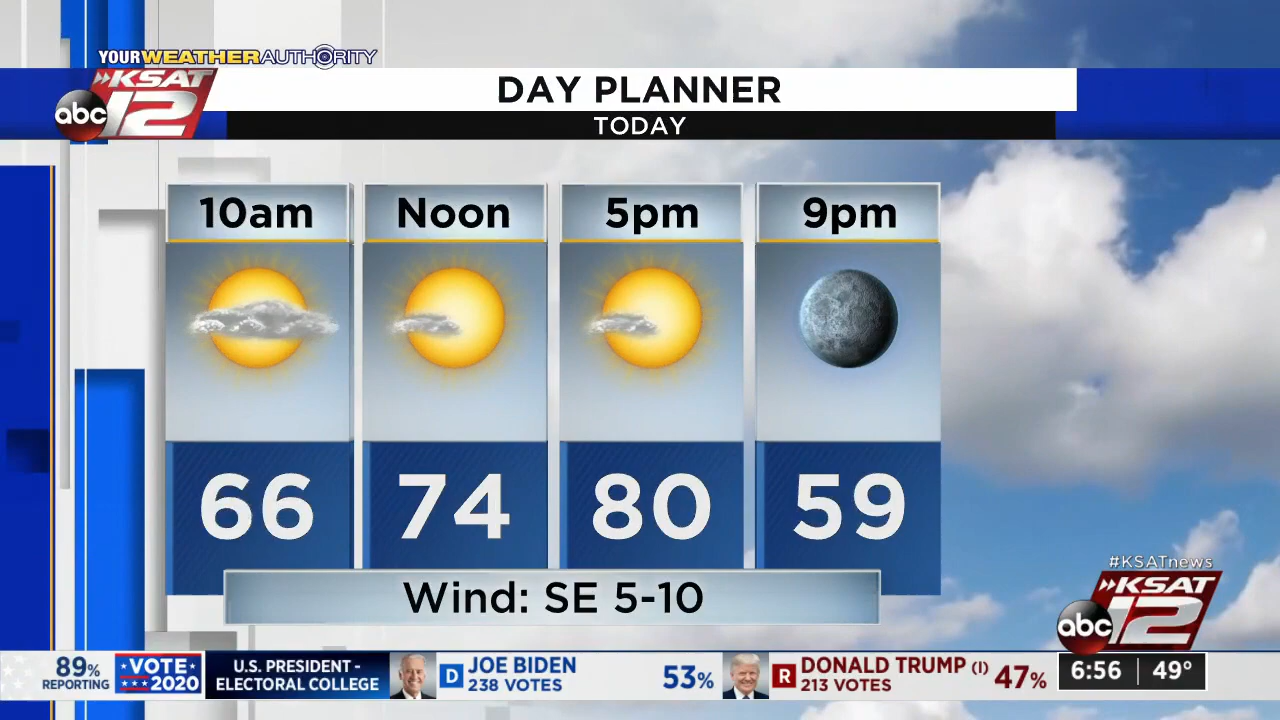 YOURWEATHERAUTHORITY
KSAT
abc 12
DAY PLANNER
TODAY
10am Noon 5pm 9pm
66 74 80 59
Wind: SE 5-10
#KSATnews
KSAT
abc 12
89% REPORTING
VOTE 2020
U.S. PRESIDENT -
ELECTORAL COLLEGE
D JOE BIDEN
238 VOTES
53%
R DONALD TRUMP (I)
213 VOTES
47%
6:56 49°